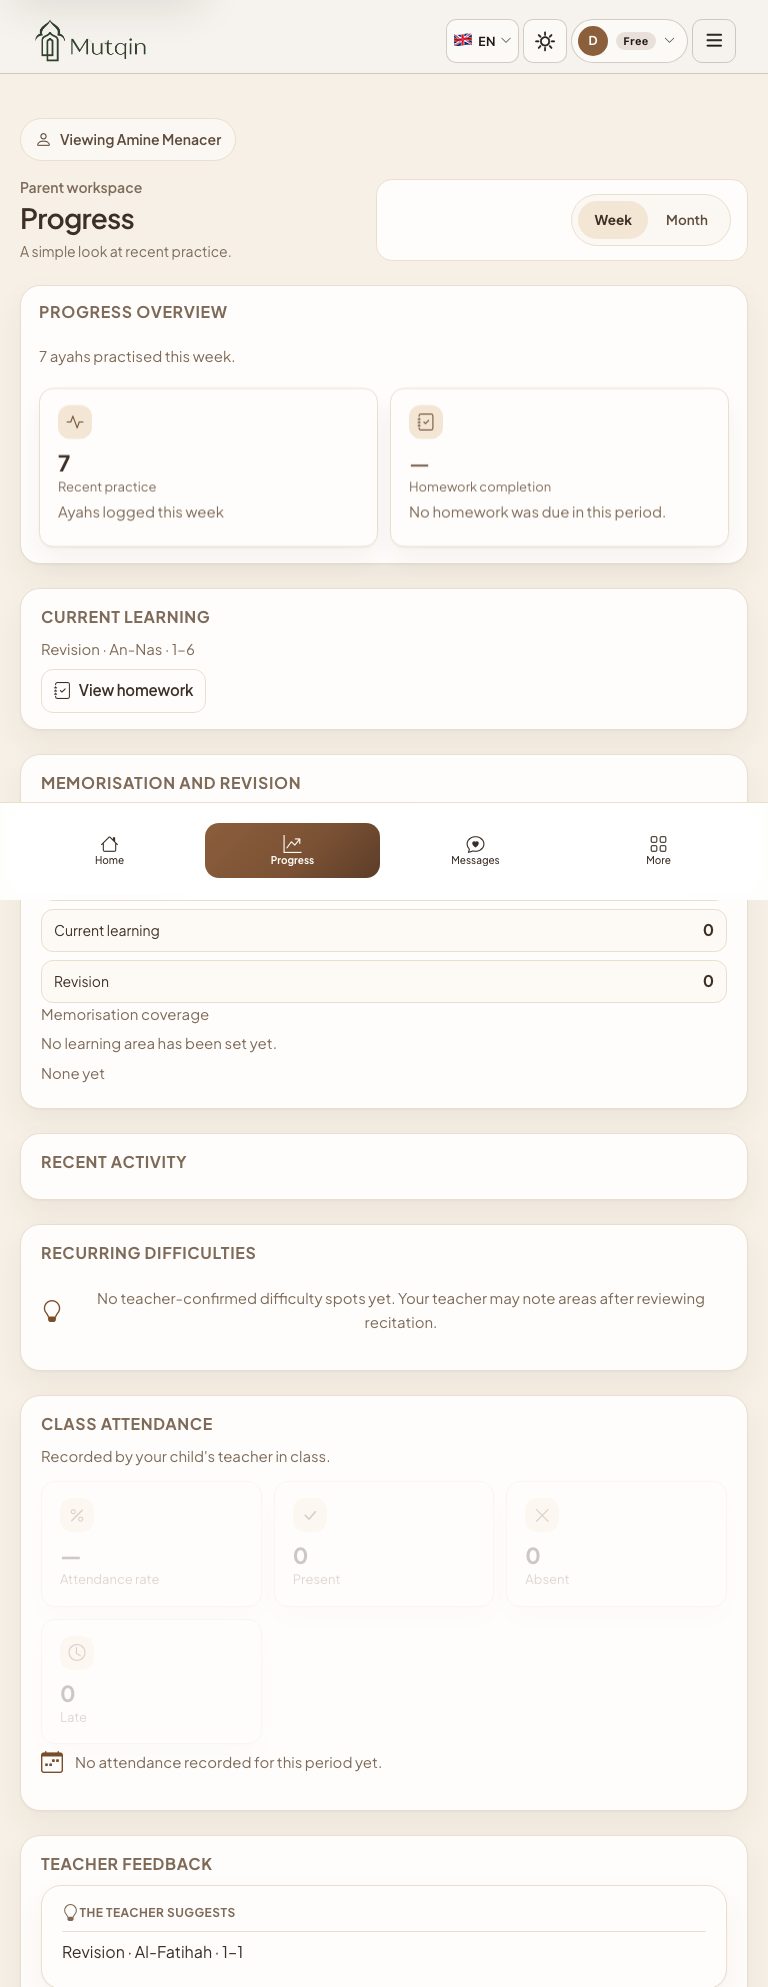 Mutqin
EN
D
Free
Viewing Amine Menacer
Parent workspace
Progress
A simple look at recent practice.
Week
Month
PROGRESS OVERVIEW
7 ayahs practised this week.
7
Recent practice
Ayahs logged this week
—
Homework completion
No homework was due in this period.
CURRENT LEARNING
Revision · An-Nas · 1–6
View homework
MEMORISATION AND REVISION
Home
Progress
Messages
More
Current learning
0
Revision
0
Memorisation coverage
No learning area has been set yet.
None yet
RECENT ACTIVITY
RECURRING DIFFICULTIES
No teacher-confirmed difficulty spots yet. Your teacher may note areas after reviewing
recitation.
CLASS ATTENDANCE
Recorded by your child's teacher in class.
—
Attendance rate
0
Present
0
Absent
0
Late
No attendance recorded for this period yet.
TEACHER FEEDBACK
THE TEACHER SUGGESTS
Revision · Al-Fatihah · 1–1